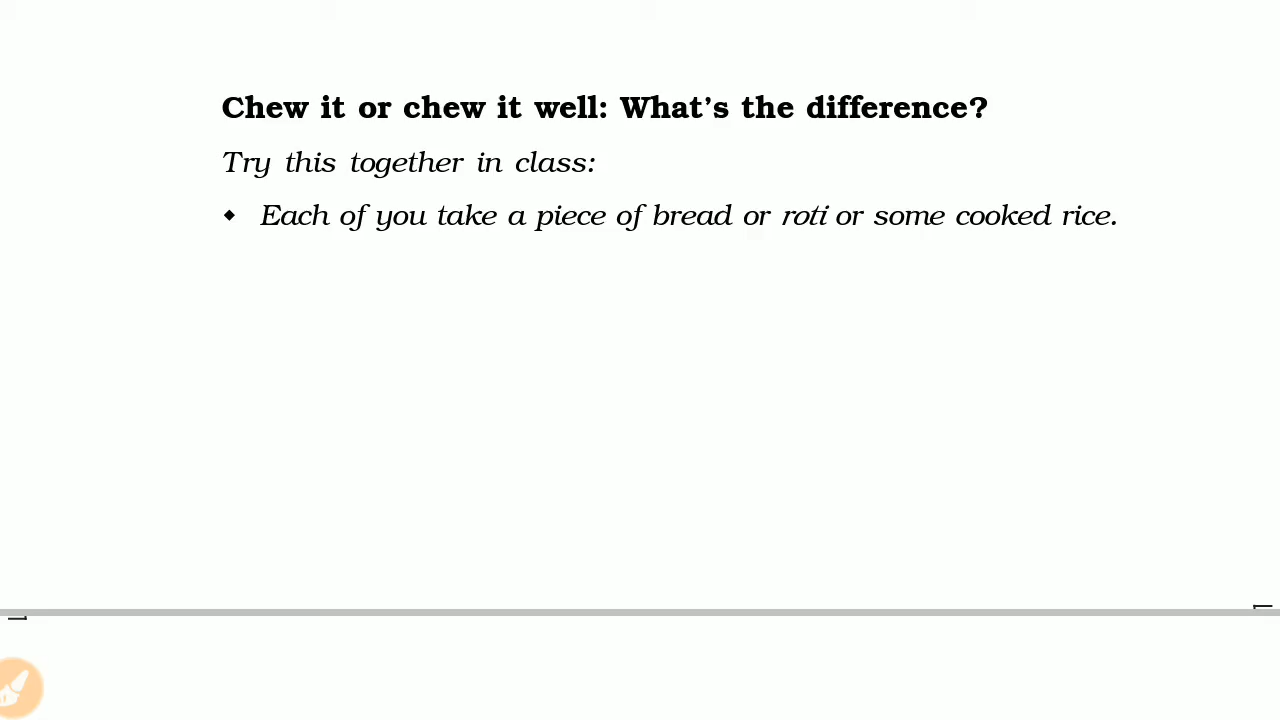 Chew it or chew it well: What’s the difference?
Try this together in class:
◆ Each of you take a piece of bread or roti or some cooked rice.